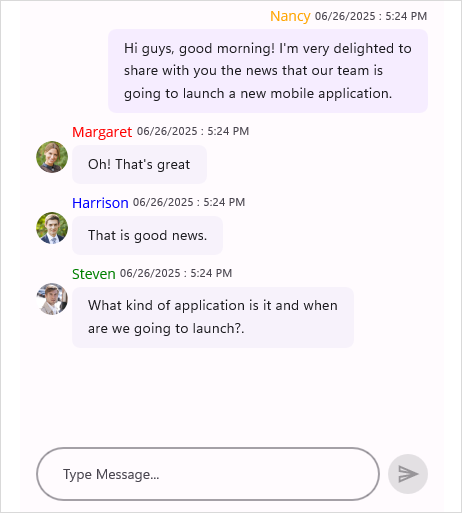 Nancy 06/26/2025 : 5:24 PM
Hi guys, good morning! I'm very delighted to
share with you the news that our team is
going to launch a new mobile application.
Margaret 06/26/2025 : 5:24 PM
Oh! That's great
Harrison 06/26/2025 : 5:24 PM
That is good news.
Steven 06/26/2025 : 5:24 PM
What kind of application is it and when
are we going to launch?.
Type Message...